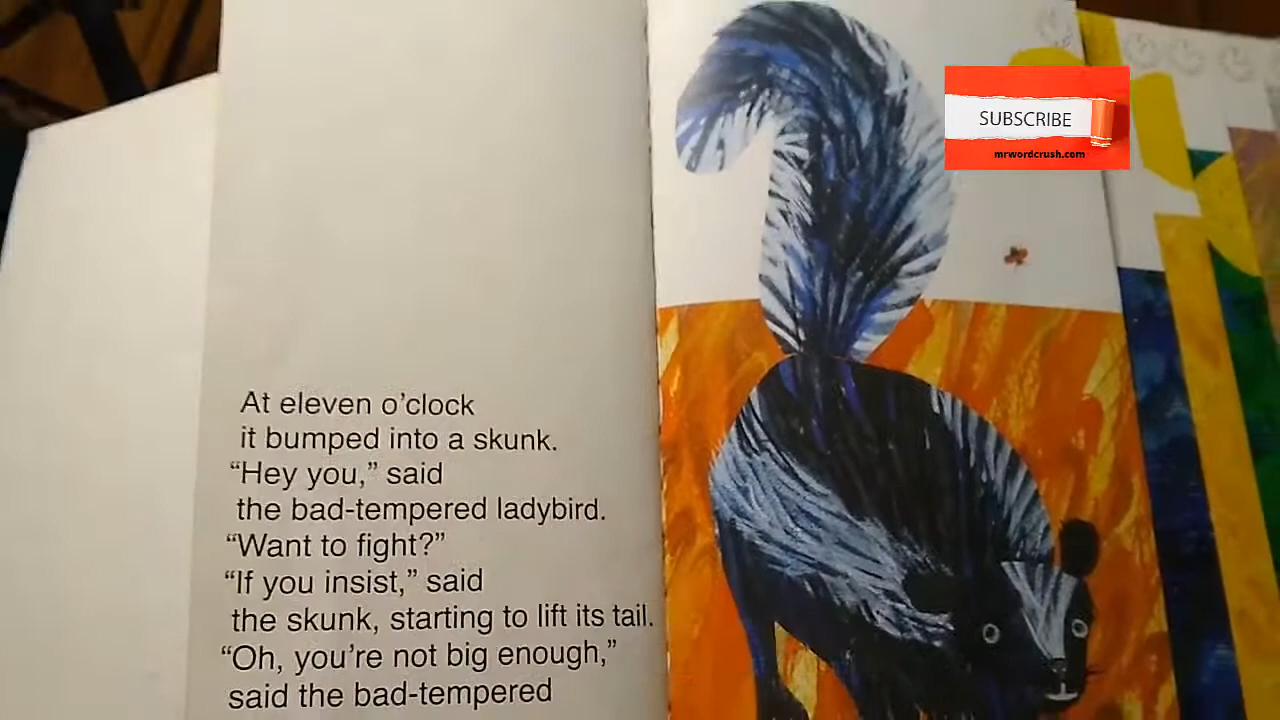 At eleven o'clock
it bumped into a skunk.
“Hey you,” said
the bad-tempered ladybird.
“Want to fight?”
“If you insist,” said
the skunk, starting to lift its tail.
“Oh, you're not big enough,”
said the bad-tempered
SUBSCRIBE
mrwordcrush.com